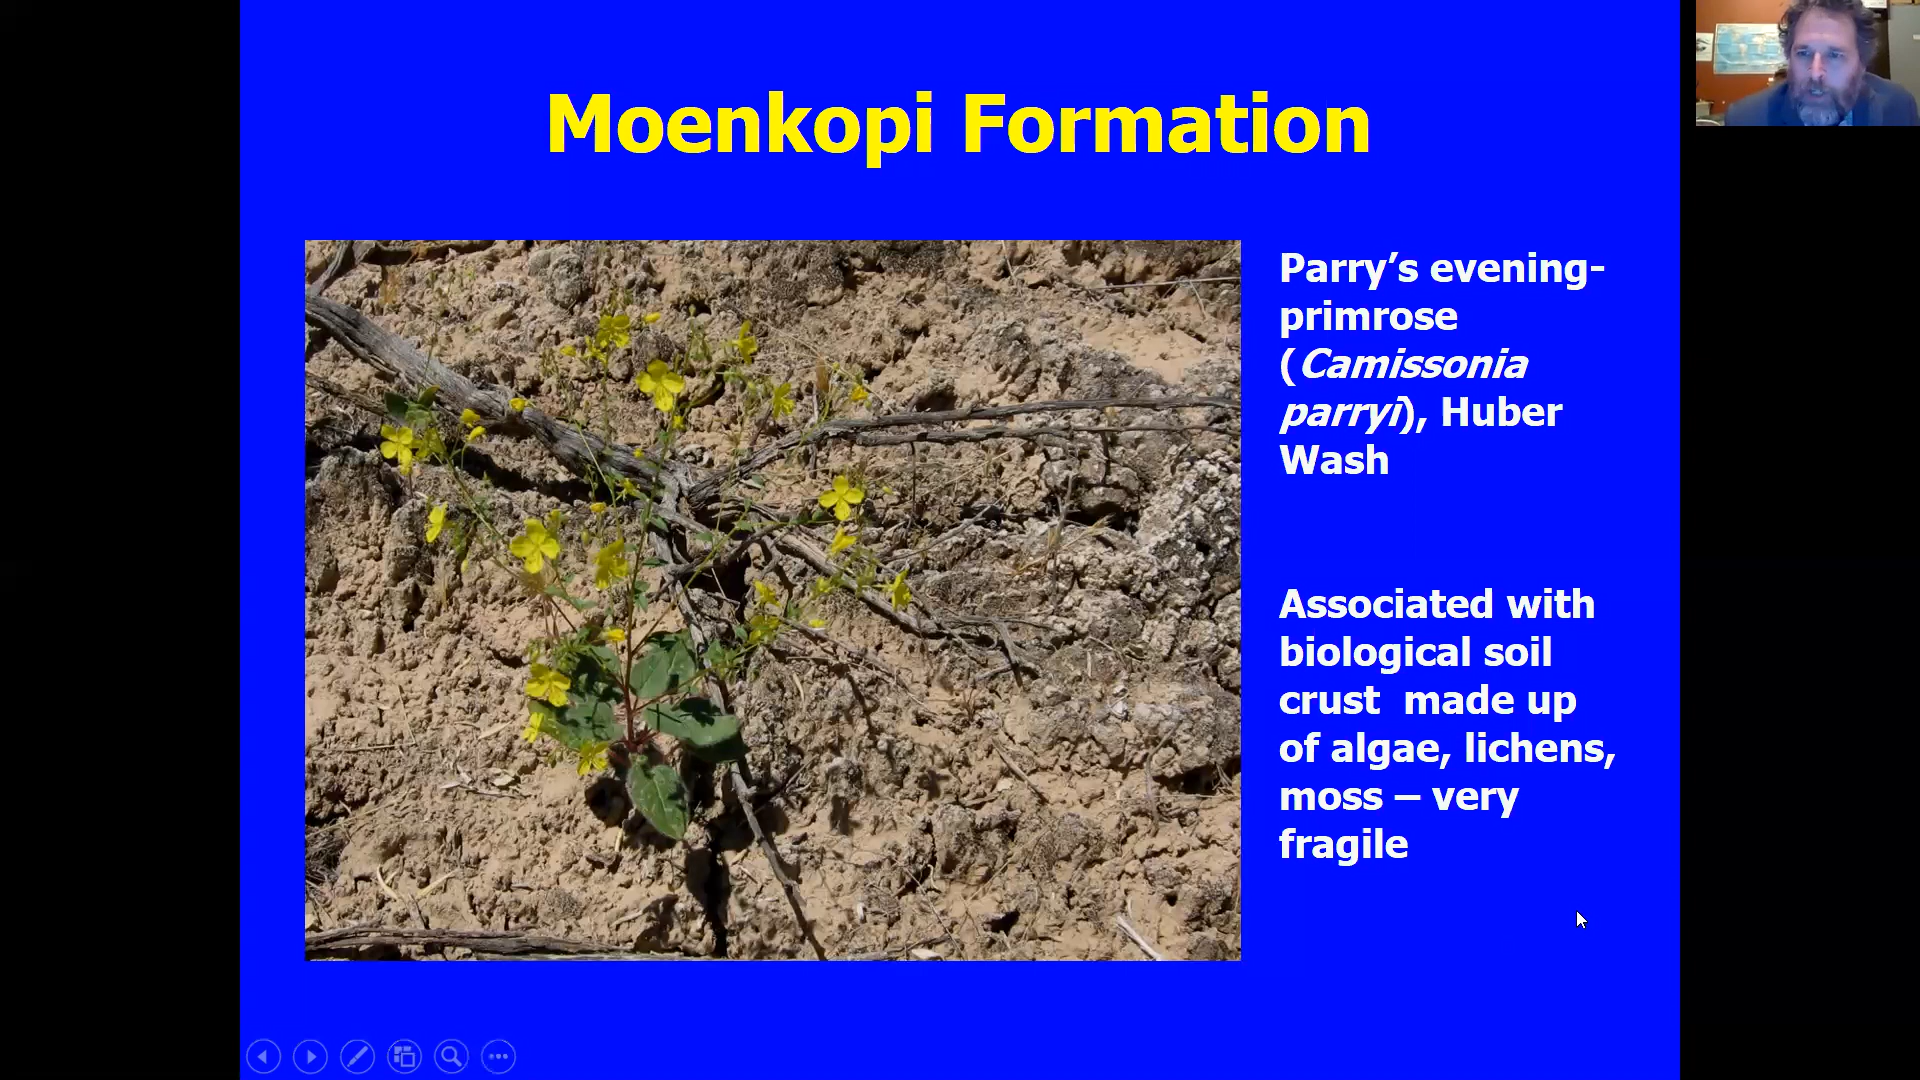 Moenkopi Formation
Parry’s evening-
primrose
(Camissonia
parryi), Huber
Wash
Associated with
biological soil
crust  made up
of algae, lichens,
moss – very
fragile